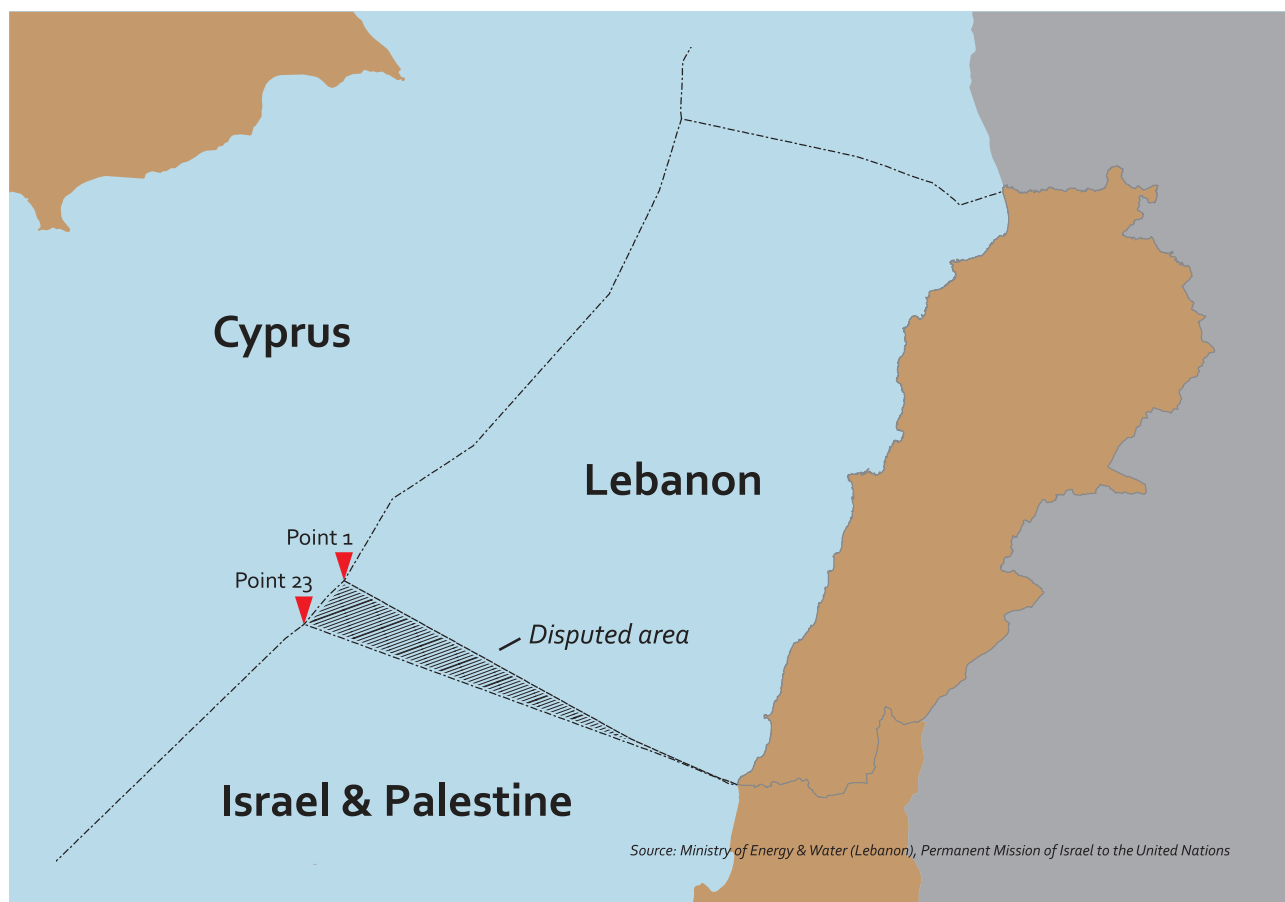 Cyprus
Lebanon
Point 1
Point 23
Disputed area
Israel & Palestine
Source: Ministry of Energy & Water (Lebanon), Permanent Mission of Israel to the United Nations